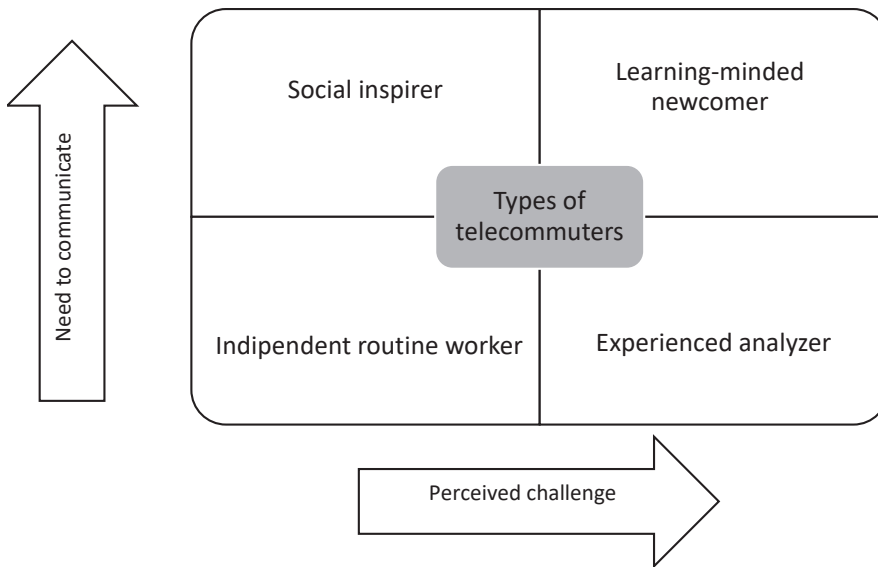 Social inspirer
Learning-minded
newcomer
Need to communicate
Types of
telecommuters
Indipendent routine worker
Experienced analyzer
Perceived challenge